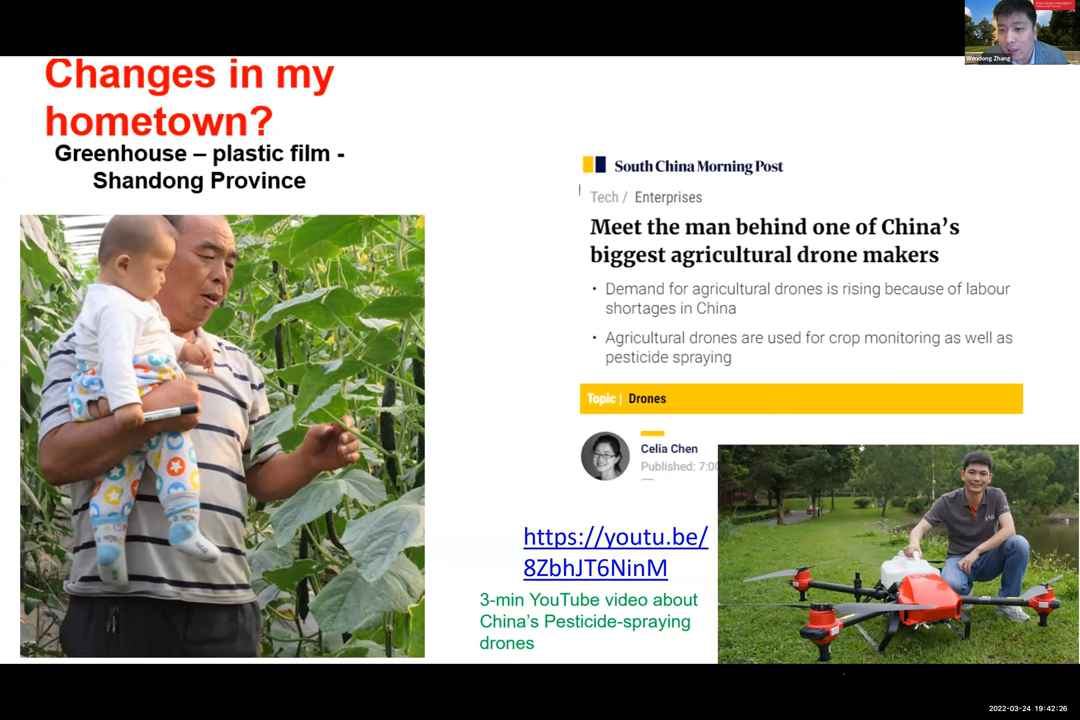 Wendong Zhang
Changes in my
hometown?
Greenhouse – plastic film -
Shandong Province
South China Morning Post
Tech / Enterprises
Meet the man behind one of China's
biggest agricultural drone makers
• Demand for agricultural drones is rising because of labour
shortages in China
• Agricultural drones are used for crop monitoring as well as
pesticide spraying
Topic | Drones
Celia Chen
Published: 7:00
https://youtu.be/
8ZbhJT6NinM
3-min YouTube video about
China's Pesticide-spraying
drones
2022-03-24 19:42:26